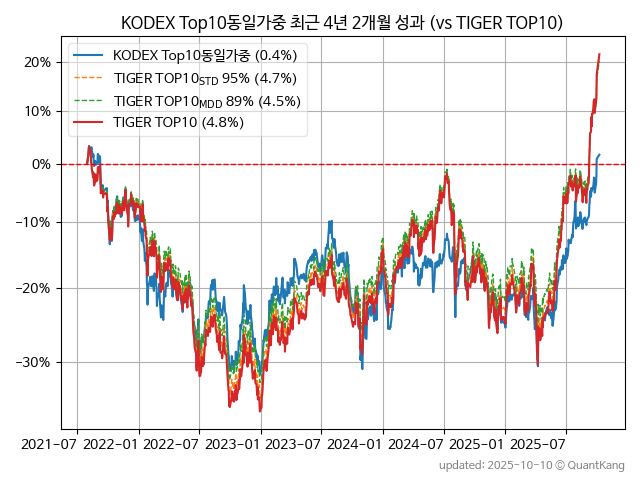 KODEX Top10동일가중 최근 4년 2개월 성과 (vs TIGER TOP10)
KODEX Top10동일가중 (0.4%)
TIGER TOP10STD 95% (4.7%)
TIGER TOP10MDD 89% (4.5%)
TIGER TOP10 (4.8%)
20%
10%
0%
−10%
−20%
−30%
2021-07 2022-01 2022-07 2023-01 2023-07 2024-01 2024-07 2025-01 2025-07
updated: 2025-10-10 © QuantKang